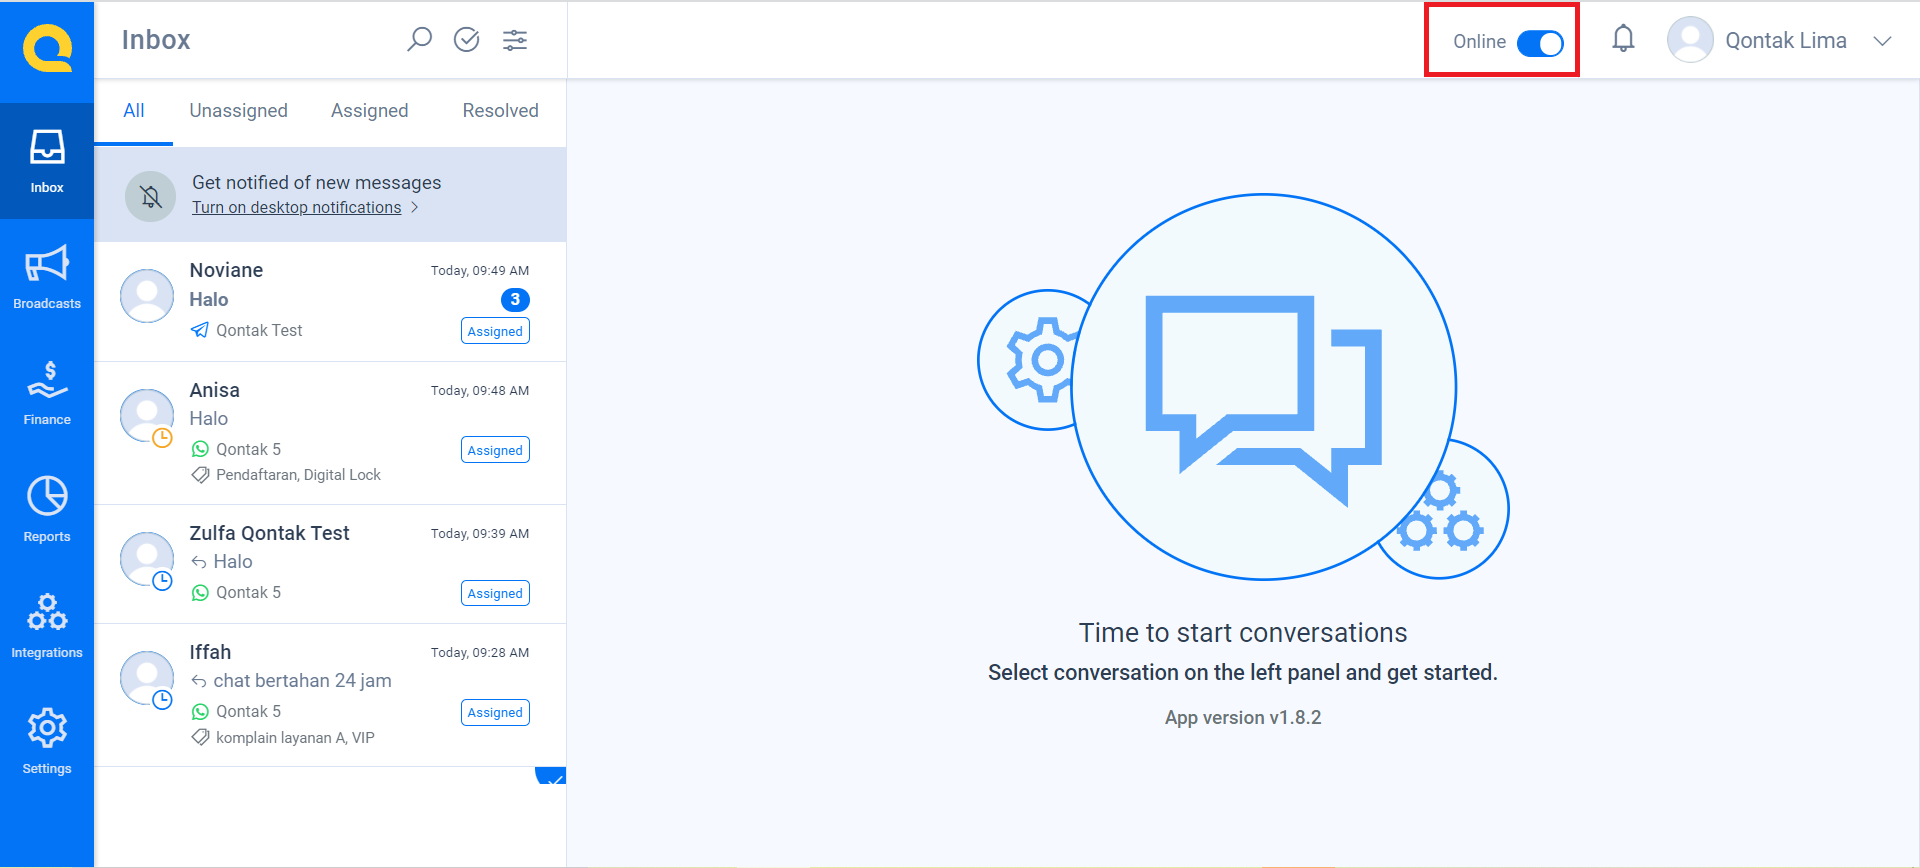 Inbox
Online
Qontak Lima
All
Unassigned
Assigned
Resolved
Get notified of new messages
Turn on desktop notifications
Inbox
Broadcasts
Finance
Reports
Integrations
Settings
Noviane
Today, 09:49 AM
Halo
3
Qontak Test
Assigned
Anisa
Today, 09:48 AM
Halo
Qontak 5
Assigned
Pendaftaran, Digital Lock
Zulfa Qontak Test
Today, 09:39 AM
Halo
Qontak 5
Assigned
Iffah
Today, 09:28 AM
chat bertahan 24 jam
Qontak 5
Assigned
komplain layanan A, VIP
Time to start conversations
Select conversation on the left panel and get started.
App version v1.8.2